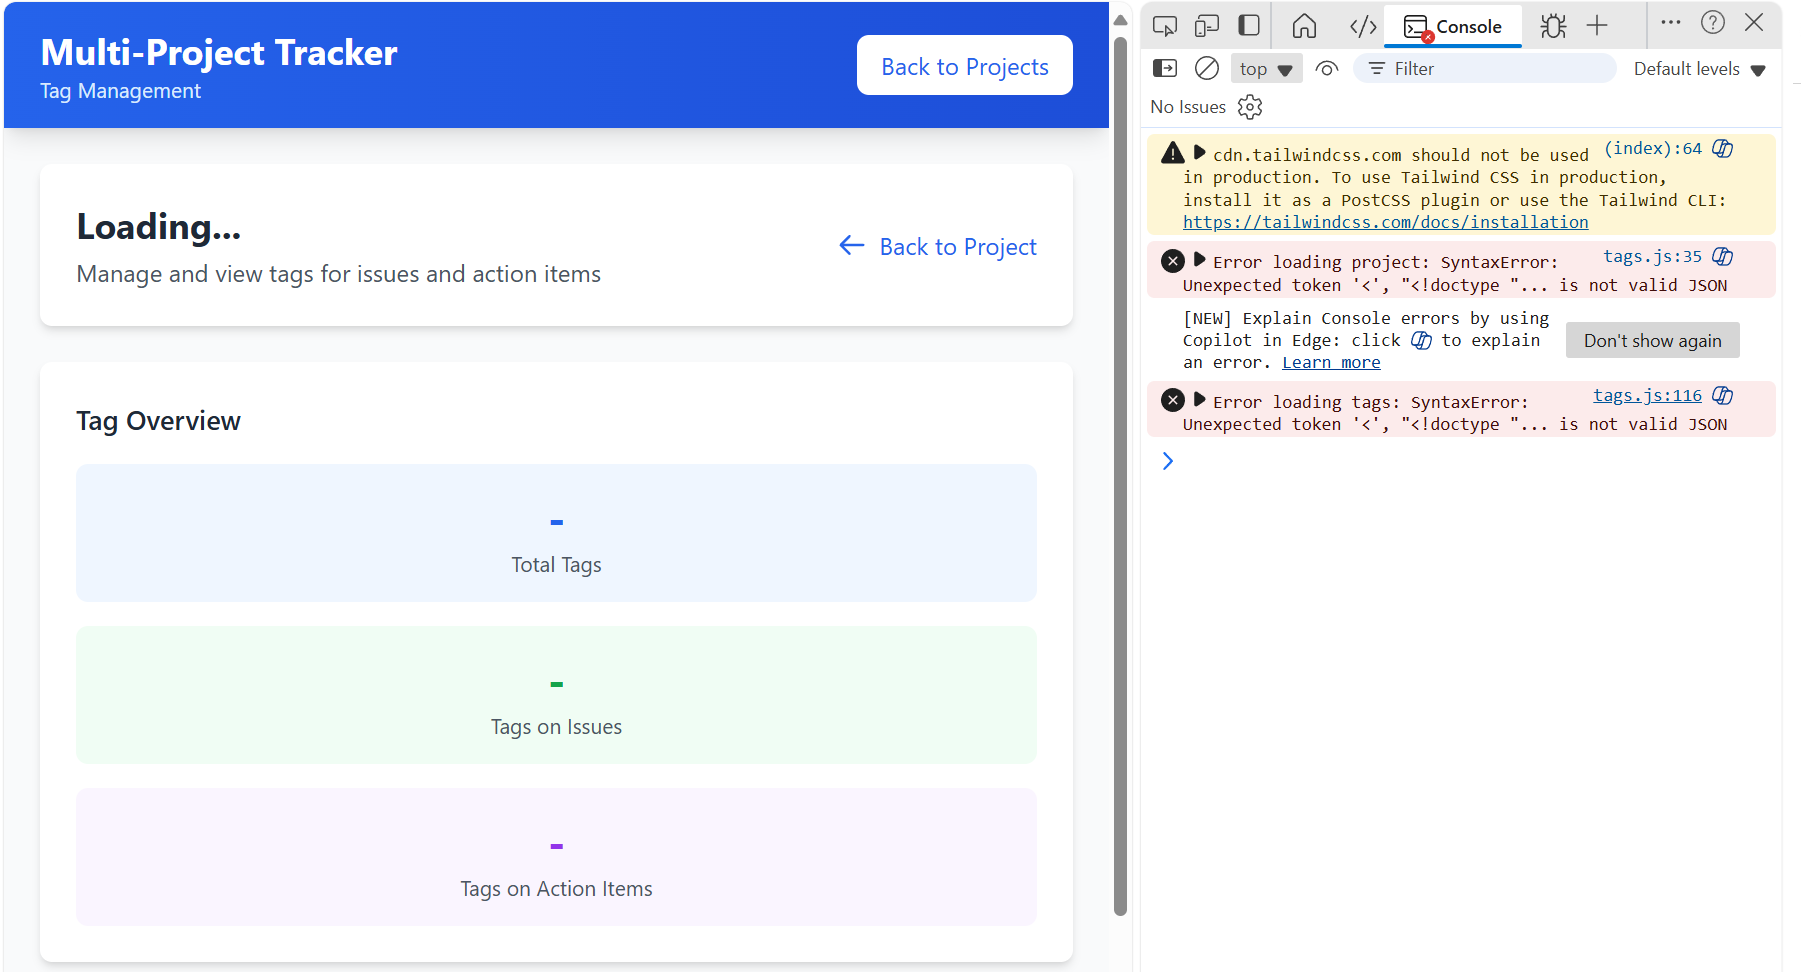 Multi-Project Tracker
Tag Management
Back to Projects
Loading...
Manage and view tags for issues and action items
Back to Project
Tag Overview
-
Total Tags
-
Tags on Issues
-
Tags on Action Items
Console
top
Filter
Default levels
No Issues
cdn.tailwindcss.com should not be used (index):64
in production. To use Tailwind CSS in production,
install it as a PostCSS plugin or use the Tailwind CLI:
https://tailwindcss.com/docs/installation
Error loading project: SyntaxError: tags.js:35
Unexpected token '<', "<!doctype "... is not valid JSON
[NEW] Explain Console errors by using
Copilot in Edge: click to explain
an error. Learn more
Don't show again
Error loading tags: SyntaxError: tags.js:116
Unexpected token '<', "<!doctype "... is not valid JSON